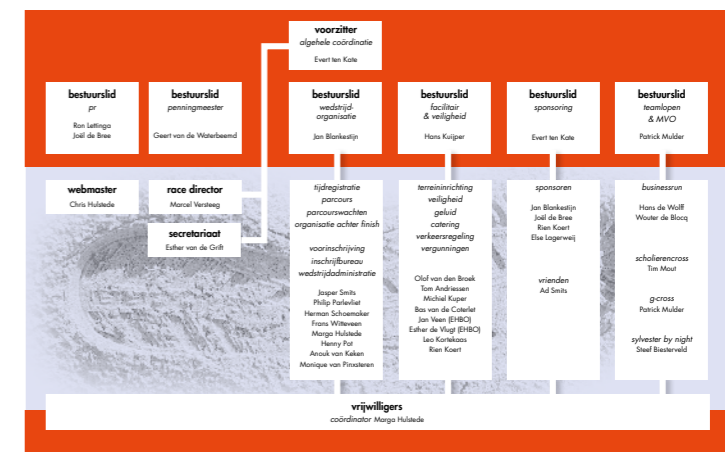 voorzitter
algehele coördinatie
Evert ten Kate
bestuurslid
pr
Ron Lettinga
Joël de Bree
bestuurslid
penningmeester
Geert van de Waterbeemd
bestuurslid
wedstrijd-
organisatie
Jan Blankestijn
bestuurslid
facilitair
& veiligheid
Hans Kuijper
bestuurslid
sponsoring
Evert ten Kate
bestuurslid
teamlopen
& MVO
Patrick Mulder
webmaster
Chris Hulstede
race director
Marcel Versteeg
secretariaat
Esther van de Grift
tijdregistratie
parcours
parcourswachten
organisatie achter finish
voorinschrijving
inschrijfbureau
wedstrijdadministratie
Jasper Smits
Philip Parlevliet
Herman Schoemaker
Frans Witteveen
Marga Hulstede
Henny Pot
Anouk van Keken
Monique van Pinxsteren
terreininrichting
veiligheid
geluid
catering
verkeersregeling
vergunningen
Olof van den Broek
Tom Andriessen
Michiel Kuper
Bas van de Coterlet
Jan Veen (EHBO)
Esther de Vlugt (EHBO)
Leo Kortekaas
Rien Koert
sponsoren
Jan Blankestijn
Joël de Bree
Rien Koert
Else Lagerweij
vrienden
Ad Smits
businessrun
Hans de Wolff
Wouter de Blocq
scholierencross
Tim Mout
g-cross
Patrick Mulder
sylvester by night
Steef Biesterveld
vrijwilligers
coördinator Marga Hulstede